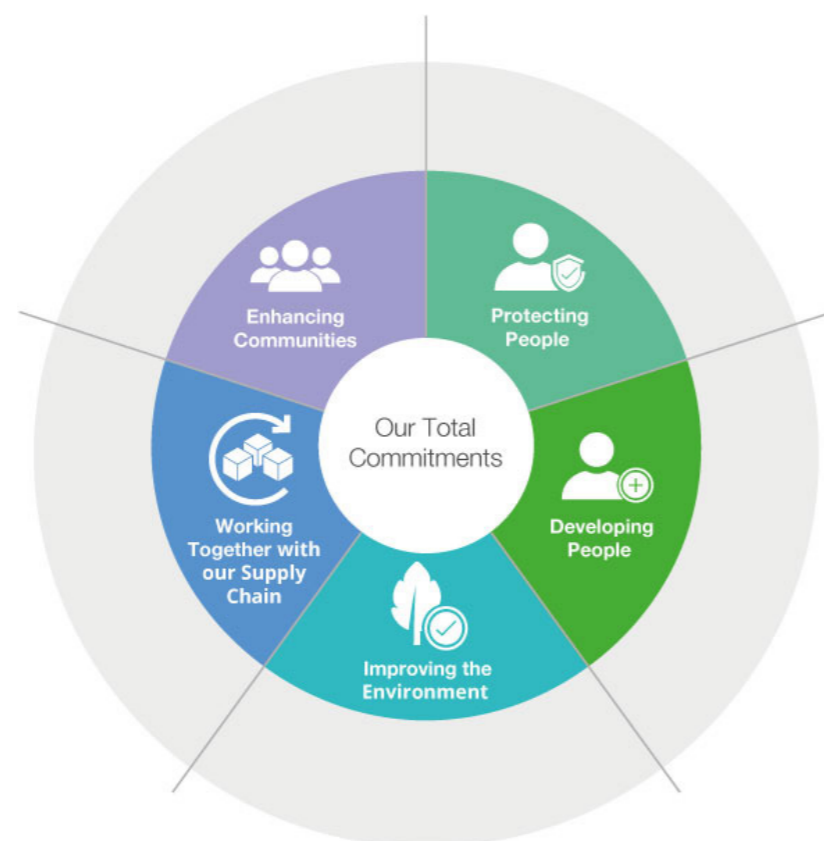 Our Total
Commitments
Protecting
People
Developing
People
Improving the
Environment
Working
Together with
our Supply
Chain
Enhancing
Communities